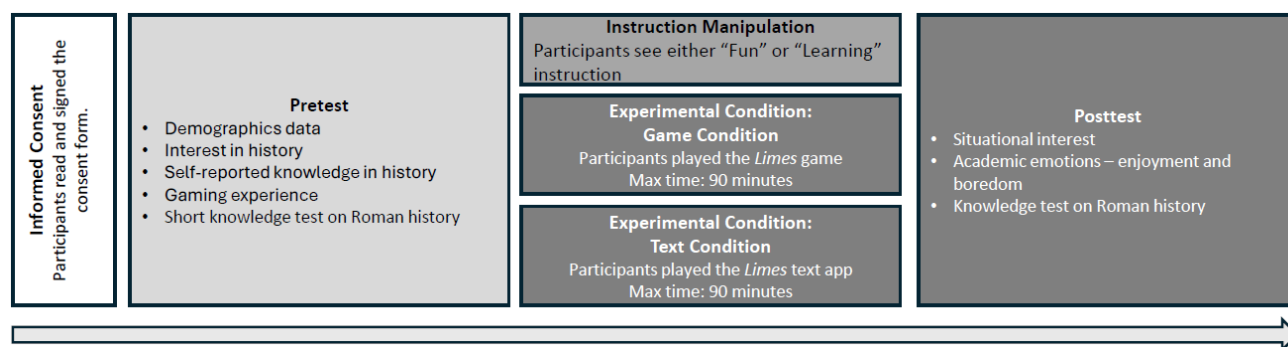 Informed Consent
Participants read and signed the
consent form.
Pretest
• Demographics data
• Interest in history
• Self-reported knowledge in history
• Gaming experience
• Short knowledge test on Roman history
Instruction Manipulation
Participants see either “Fun” or “Learning”
instruction
Experimental Condition:
Game Condition
Participants played the Limes game
Max time: 90 minutes
Experimental Condition:
Text Condition
Participants played the Limes text app
Max time: 90 minutes
Posttest
• Situational interest
• Academic emotions – enjoyment and
boredom
• Knowledge test on Roman history